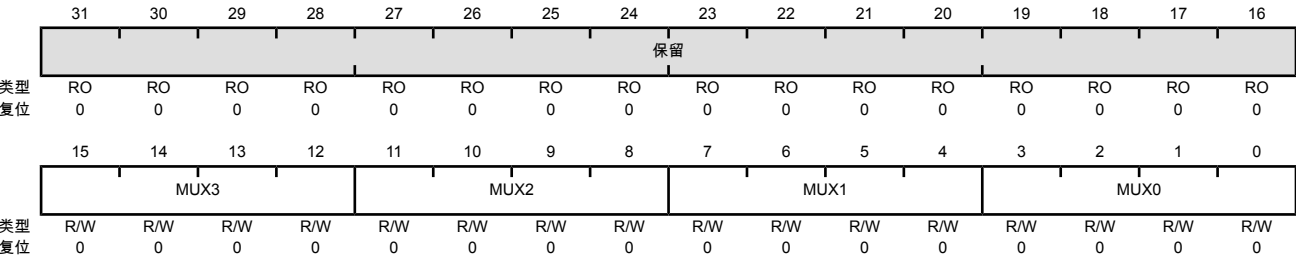 31 30 29 28 27 26 25 24 23 22 21 20 19 18 17 16
保留
类型 RO RO RO RO RO RO RO RO RO RO RO RO RO RO RO RO
复位 0 0 0 0 0 0 0 0 0 0 0 0 0 0 0 0
15 14 13 12 11 10 9 8 7 6 5 4 3 2 1 0
MUX3 MUX2 MUX1 MUX0
类型 R/W R/W R/W R/W R/W R/W R/W R/W R/W R/W R/W R/W R/W R/W R/W R/W
复位 0 0 0 0 0 0 0 0 0 0 0 0 0 0 0 0